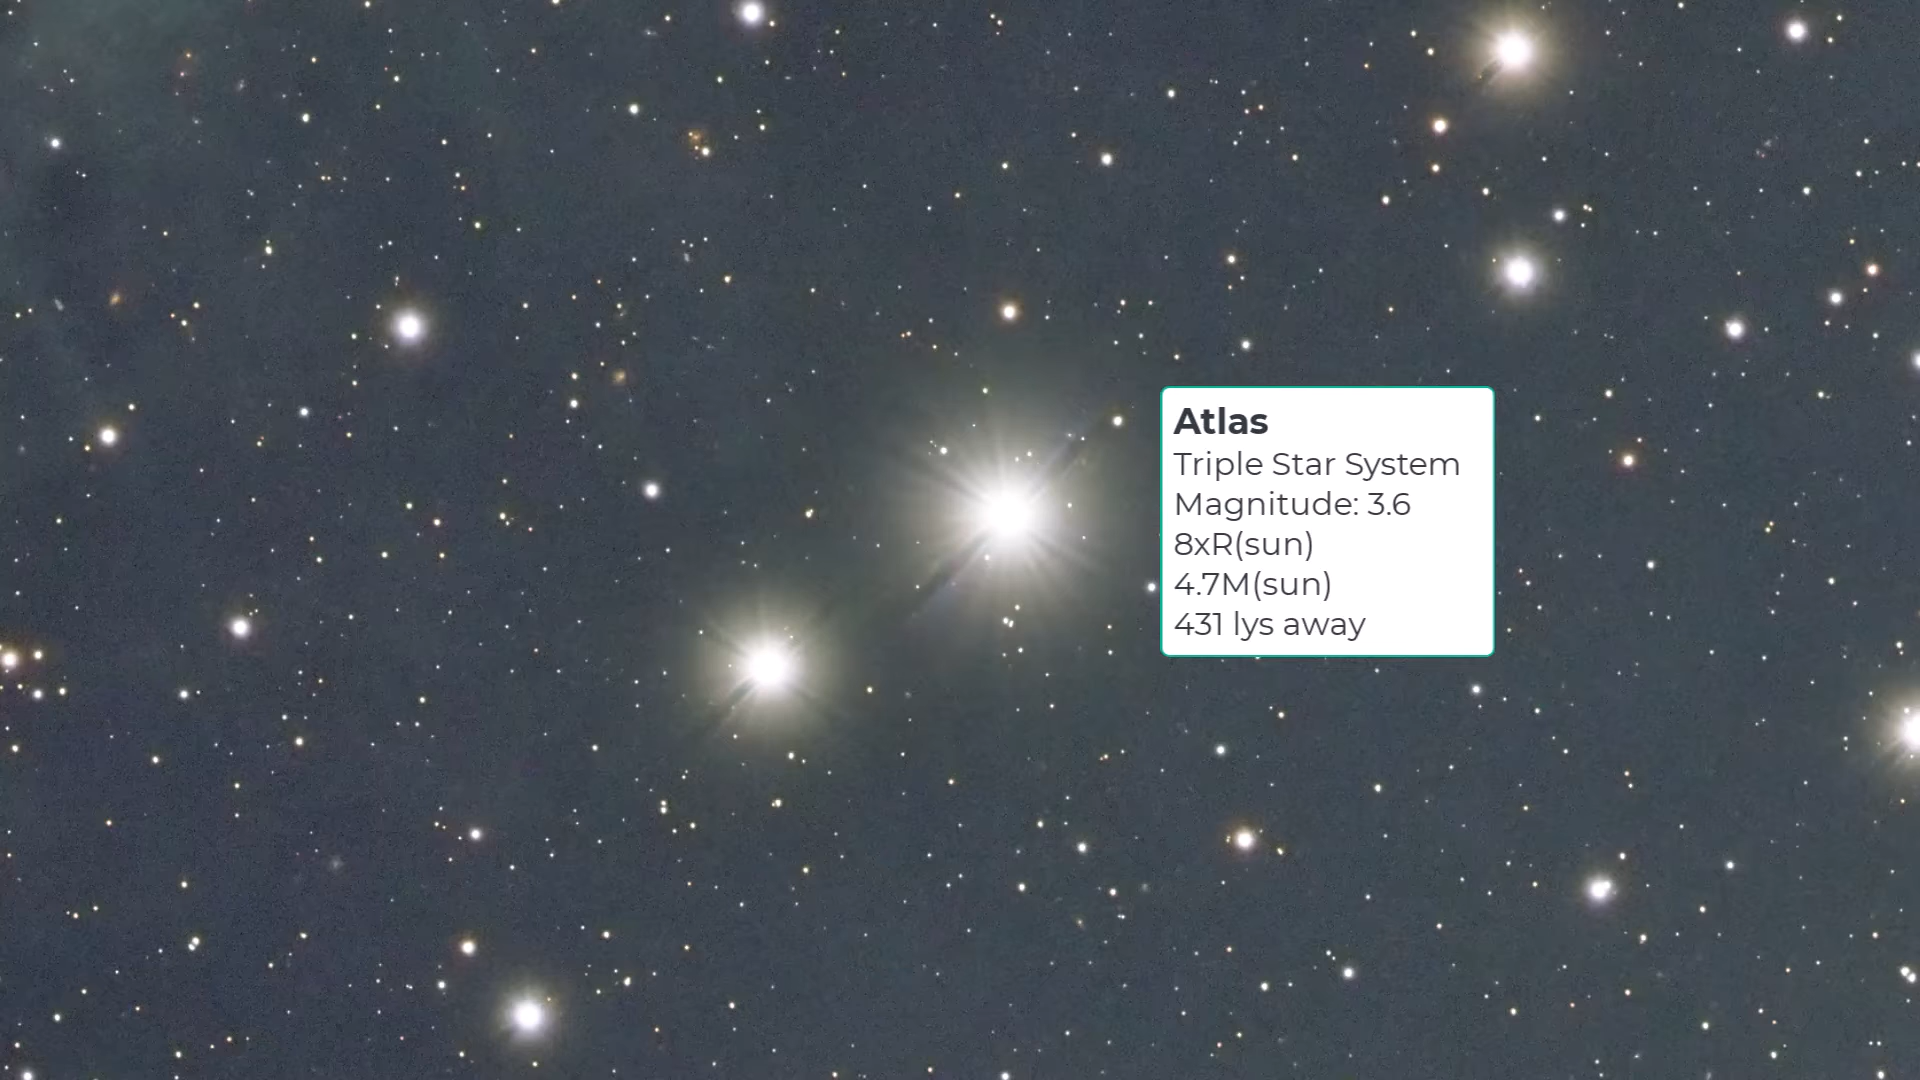 Atlas
Triple Star System
Magnitude: 3.6
8xR(sun)
4.7M(sun)
431 lys away